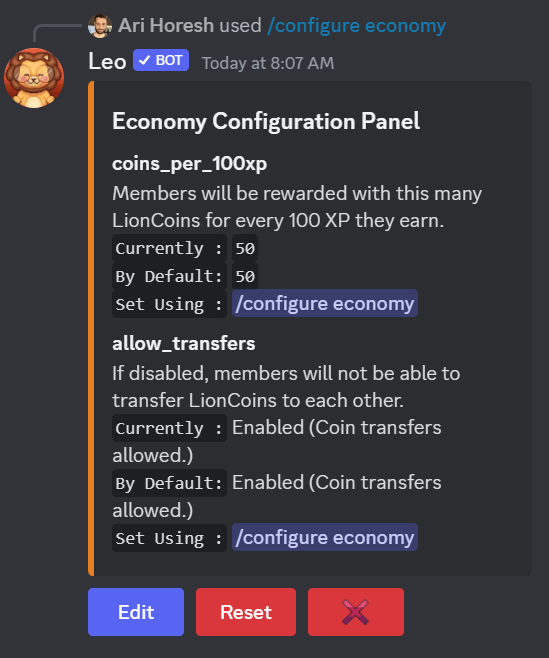 Ari Horesh used /configure economy
Leo ✓ BOT Today at 8:07 AM
Economy Configuration Panel
coins_per_100xp
Members will be rewarded with this many
LionCoins for every 100 XP they earn.
Currently : 50
By Default: 50
Set Using : /configure economy
allow_transfers
If disabled, members will not be able to
transfer LionCoins to each other.
Currently : Enabled (Coin transfers
allowed.)
By Default: Enabled (Coin transfers
allowed.)
Set Using : /configure economy
Edit Reset